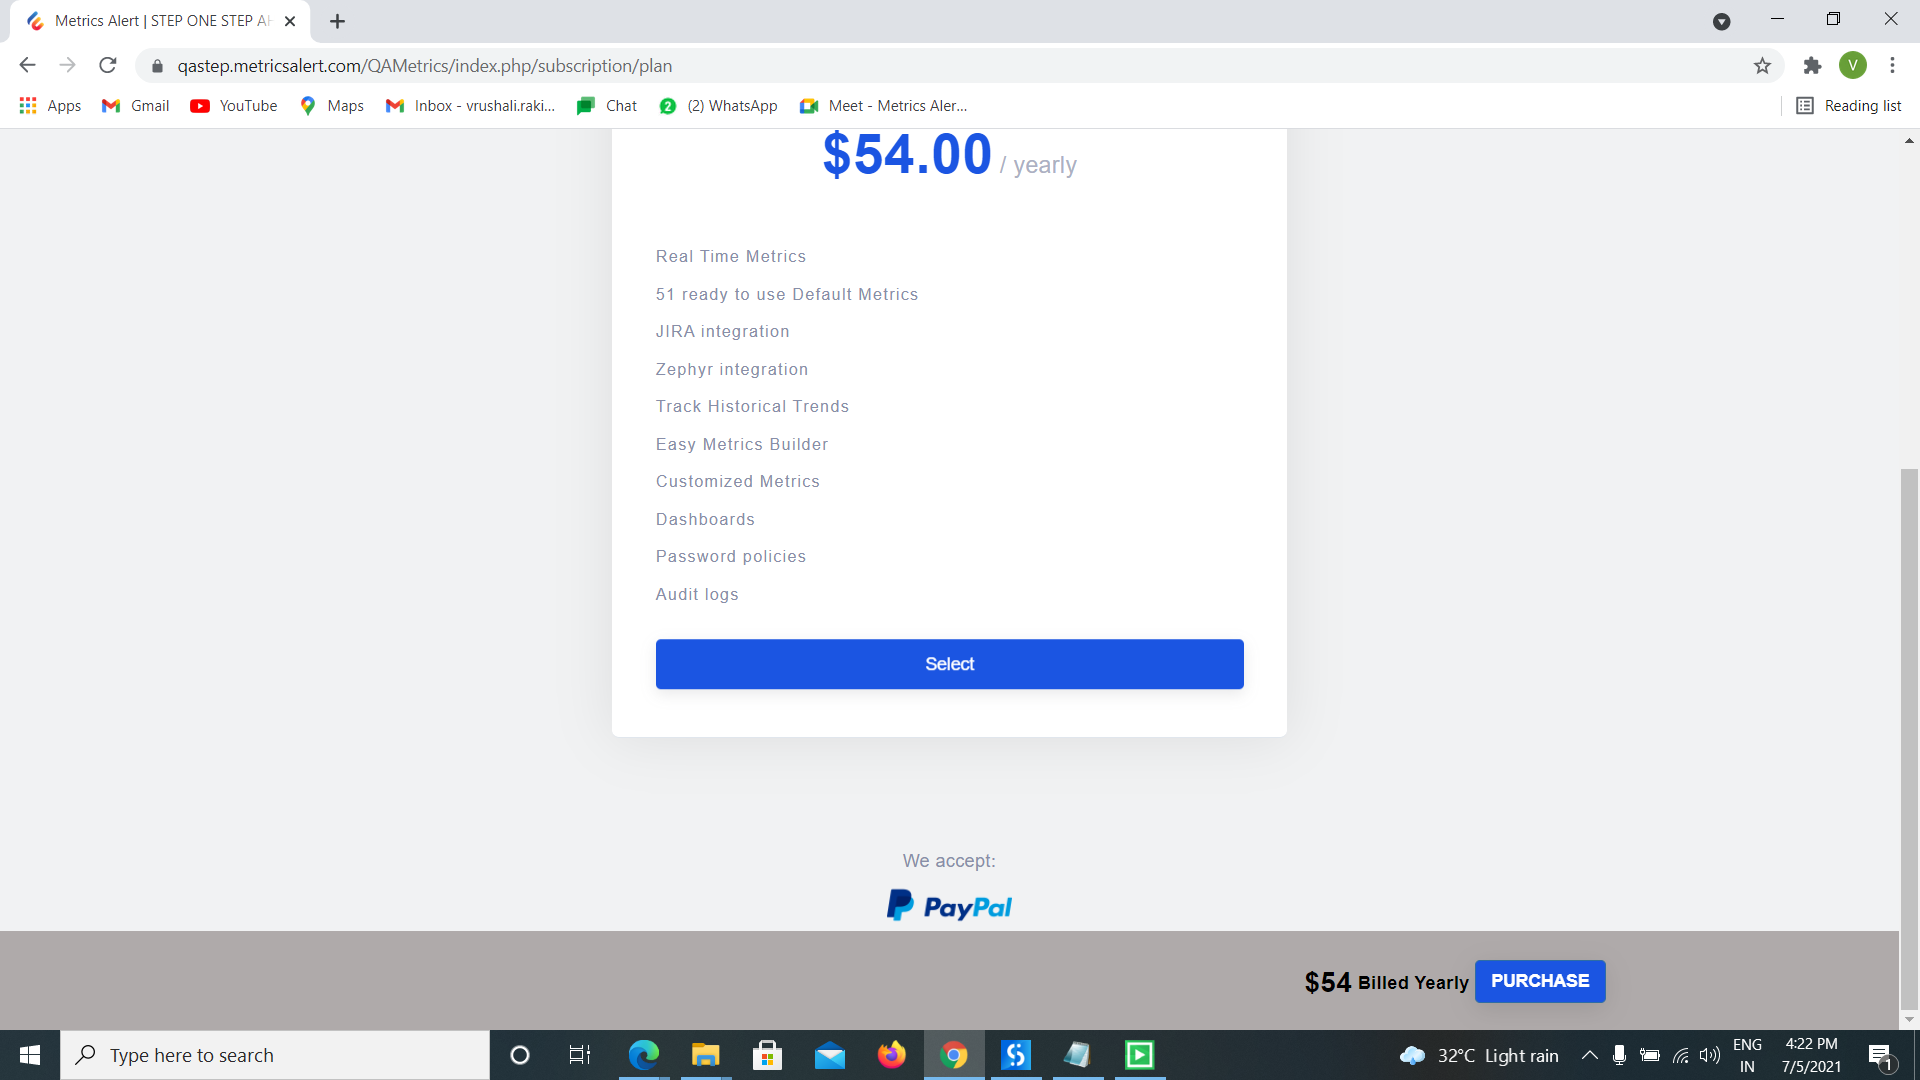 Metrics Alert | STEP ONE STEP AH
qastep.metricsalert.com/QAMetrics/index.php/subscription/plan
V
Apps
Gmail
YouTube
Maps
Inbox - vrushali.raki...
Chat
2
(2) WhatsApp
Meet - Metrics Aler...
Reading list
$54.00 / yearly
Real Time Metrics
51 ready to use Default Metrics
JIRA integration
Zephyr integration
Track Historical Trends
Easy Metrics Builder
Customized Metrics
Dashboards
Password policies
Audit logs
Select
We accept:
PayPal
$54 Billed Yearly PURCHASE
Type here to search
32°C Light rain
ENG
IN
4:22 PM
7/5/2021
1